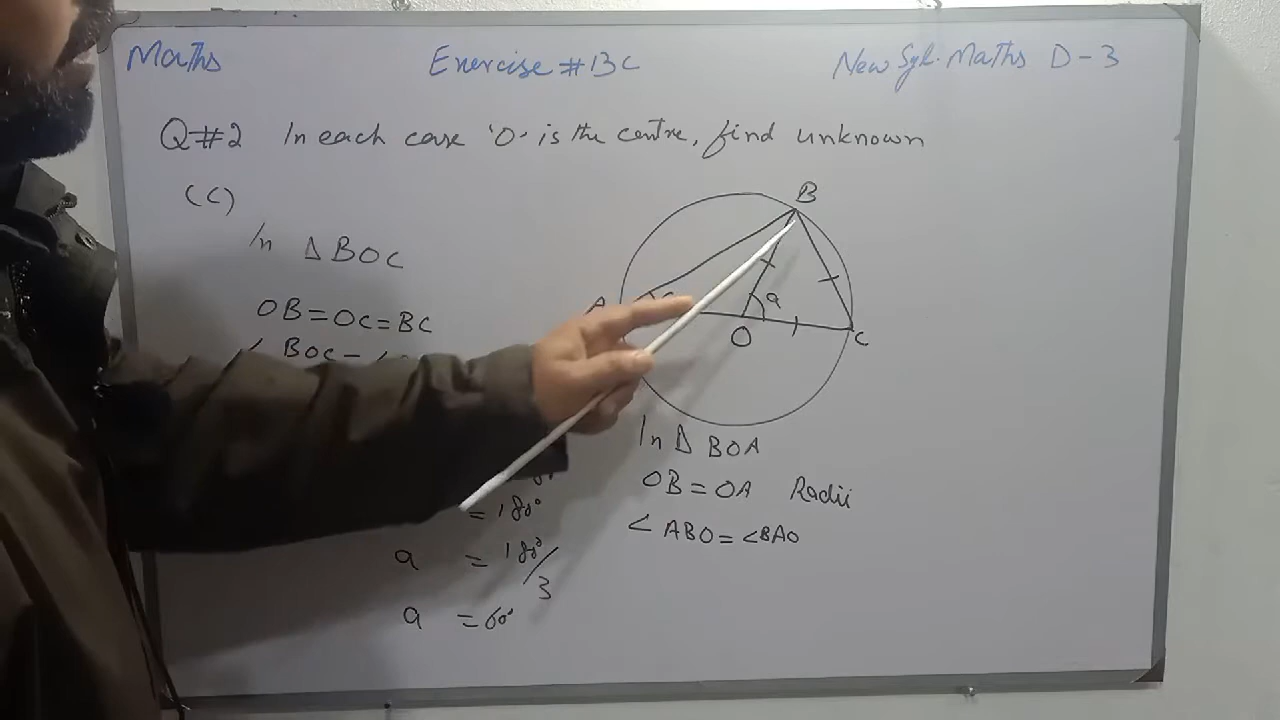 Maths Exercise #13C New Syl. Maths D-3
Q#2 In each case 'O' is the centre, find unknown
(C)
In Δ BOC
OB=OC=BC
∠ BOC = ∠
= 180°
a = 180°/3
a = 60°
B
A
a
O
C
In Δ BOA
OB = OA Radii
∠ ABO = ∠BAO